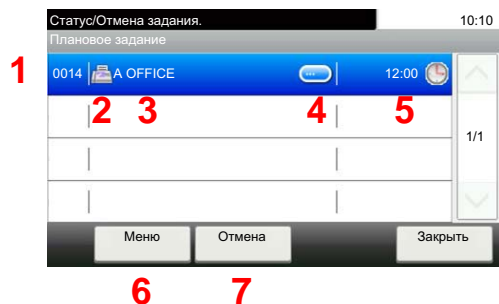 Статус/Отмена задания. 10:10
Плановое задание
1 0014 A OFFICE ... 12:00
2 3 4 5
1/1
Меню Отмена Закрыть
6 7